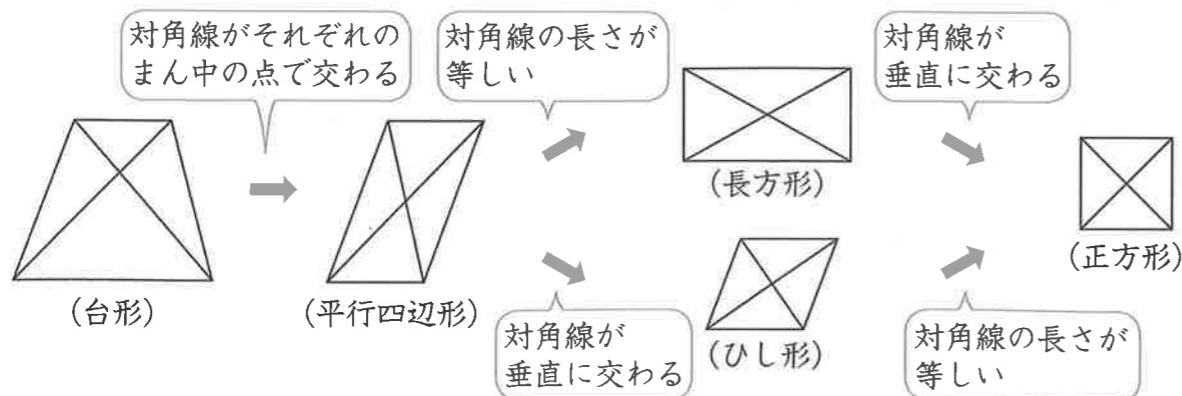 対角線がそれぞれの
まん中の点で交わる
対角線の長さが
等しい
対角線が
垂直に交わる
(台形)
(平行四辺形)
(長方形)
(ひし形)
(正方形)
対角線が
垂直に交わる
対角線の長さが
等しい